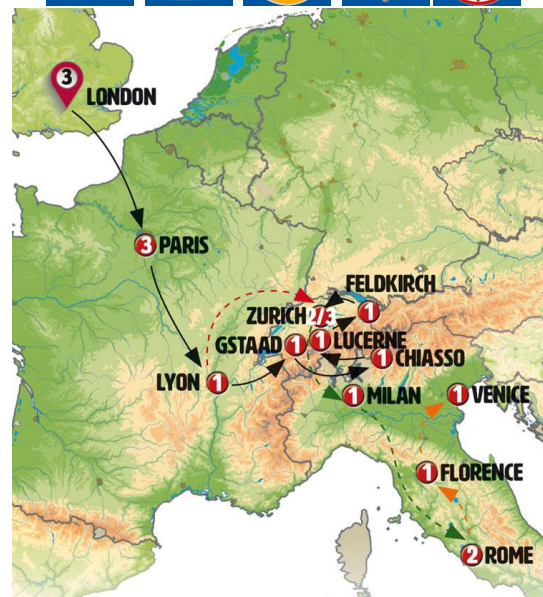 3
LONDON
3 PARIS
FELDKIRCH
1
ZURICH 2/3
GSTAAD 1
1 LUCERNE
1 CHIASSO
LYON 1
1 MILAN
1 VENICE
1 FLORENCE
2 ROME